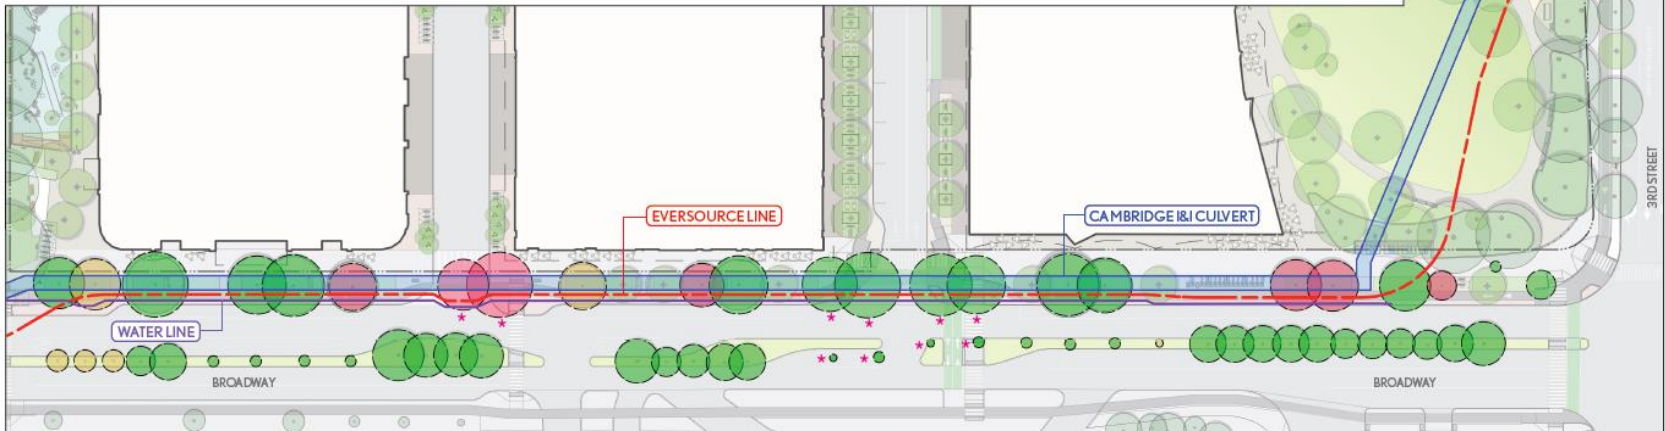 EVERSOURCE LINE
CAMBRIDGE I&I CULVERT
3RD STREET
WATER LINE
BROADWAY
BROADWAY